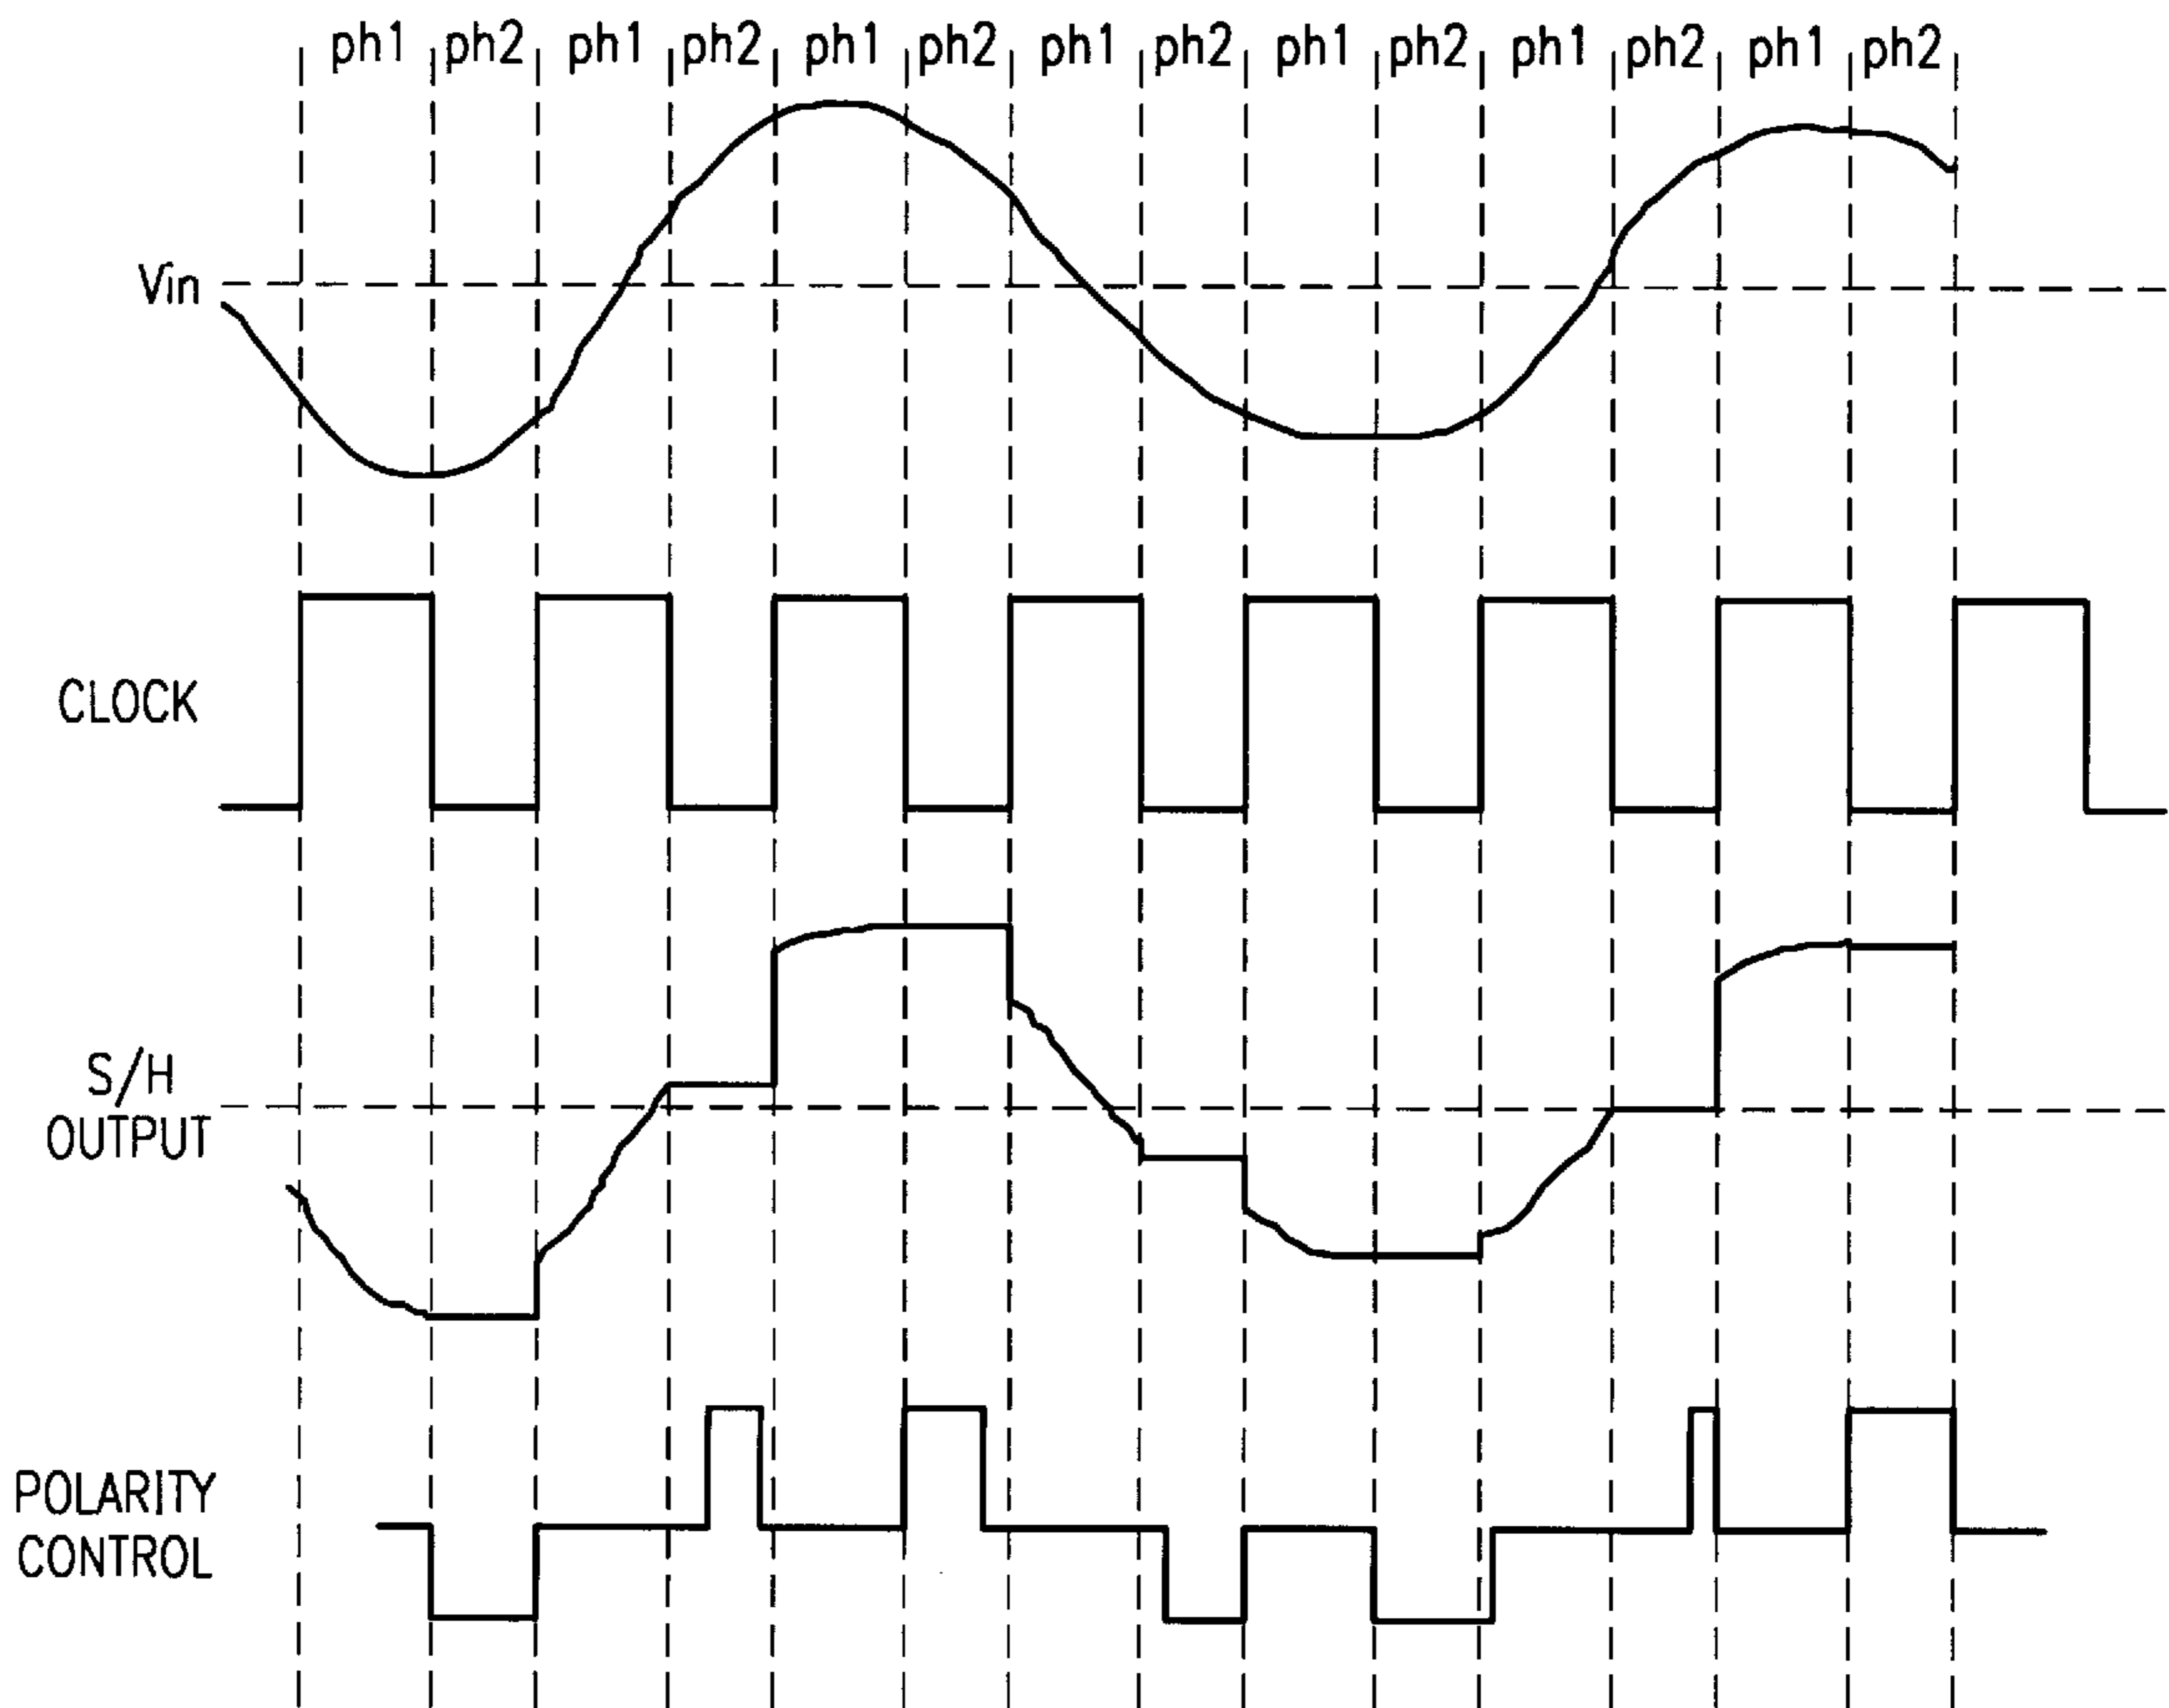 ph1 ph2 ph1 ph2 ph1 ph2 ph1 ph2 ph1 ph2 ph1 ph2 ph1 ph2
Vin
CLOCK
S/H
OUTPUT
POLARITY
CONTROL